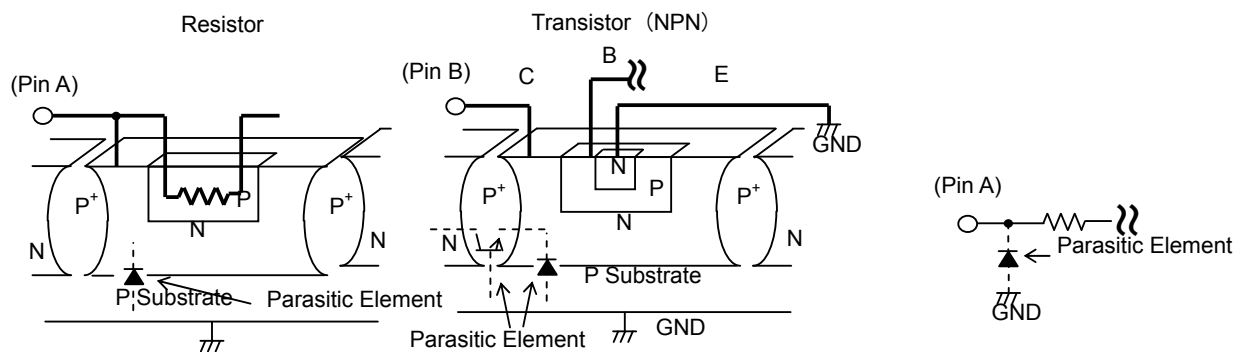 Resistor
(Pin A)
P+
P
P+
N
N
N
P Substrate
Parasitic Element
Transistor（NPN）
B
(Pin B)
C
E
GND
N
P+
P
P+
N
N
N
P Substrate
Parasitic Element
GND
(Pin A)
Parasitic Element
GND